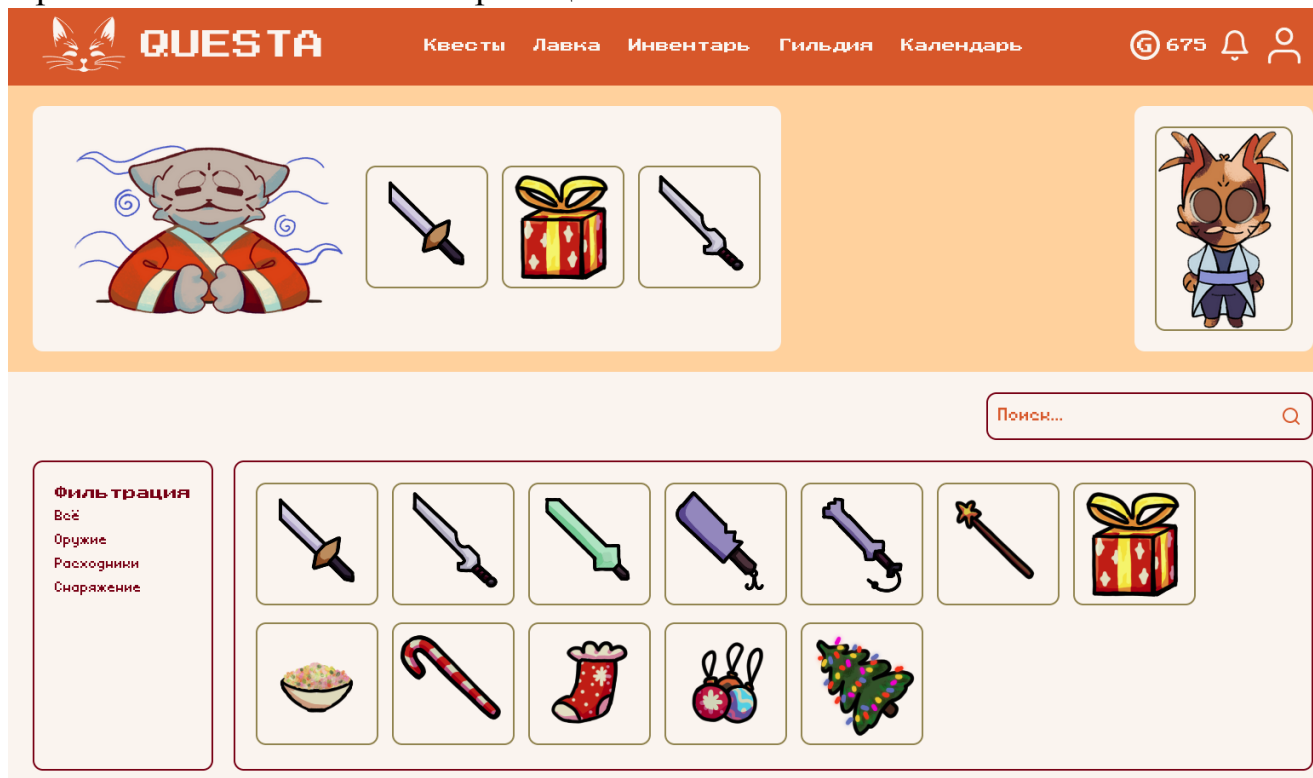 QUESTA Квесты Лавка Инвентарь Гильдия Календарь G 675
Поиск...
Фильтрация
Всё
Оружие
Расходники
Снаряжение